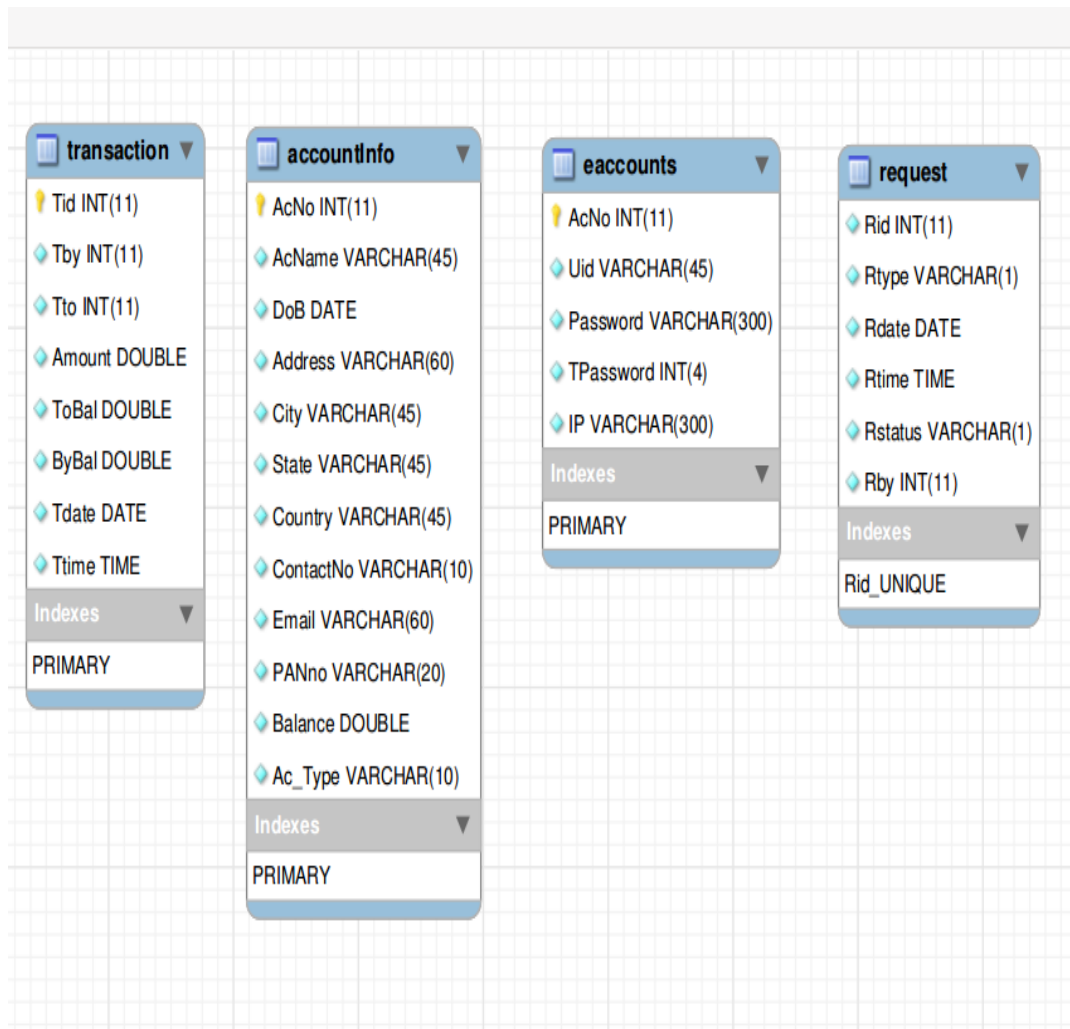 transaction
Tid INT(11)
Tby INT(11)
Tto INT(11)
Amount DOUBLE
ToBal DOUBLE
ByBal DOUBLE
Tdate DATE
Ttime TIME
Indexes
PRIMARY
accountInfo
AcNo INT(11)
AcName VARCHAR(45)
DoB DATE
Address VARCHAR(60)
City VARCHAR(45)
State VARCHAR(45)
Country VARCHAR(45)
ContactNo VARCHAR(10)
Email VARCHAR(60)
PANno VARCHAR(20)
Balance DOUBLE
Ac_Type VARCHAR(10)
Indexes
PRIMARY
eaccounts
AcNo INT(11)
Uid VARCHAR(45)
Password VARCHAR(300)
TPassword INT(4)
IP VARCHAR(300)
Indexes
PRIMARY
request
Rid INT(11)
Rtype VARCHAR(1)
Rdate DATE
Rtime TIME
Rstatus VARCHAR(1)
Rby INT(11)
Indexes
Rid_UNIQUE